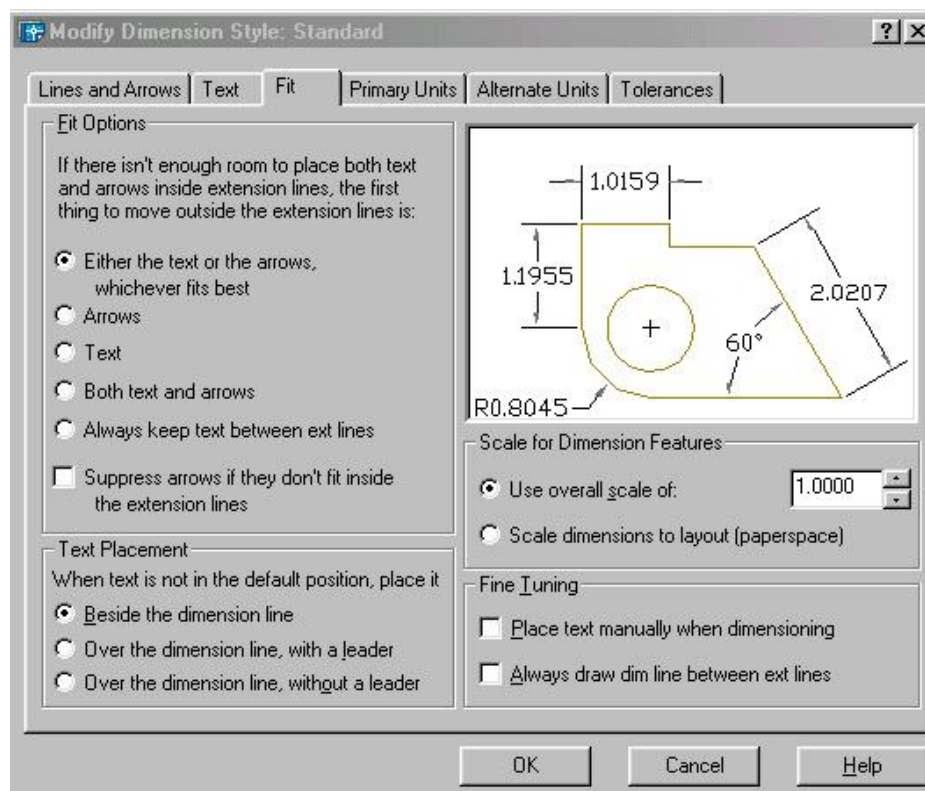 Modify Dimension Style: Standard
Lines and Arrows
Text
Fit
Primary Units
Alternate Units
Tolerances
Fit Options
If there isn't enough room to place both text
and arrows inside extension lines, the first
thing to move outside the extension lines is:
Either the text or the arrows,
whichever fits best
Arrows
Text
Both text and arrows
Always keep text between ext lines
Suppress arrows if they don't fit inside
the extension lines
Text Placement
When text is not in the default position, place it
Beside the dimension line
Over the dimension line, with a leader
Over the dimension line, without a leader
1.0159
1.1955
2.0207
60°
R0.8045
Scale for Dimension Features
Use overall scale of:
1.0000
Scale dimensions to layout (paperspace)
Fine Tuning
Place text manually when dimensioning
Always draw dim line between ext lines
OK
Cancel
Help